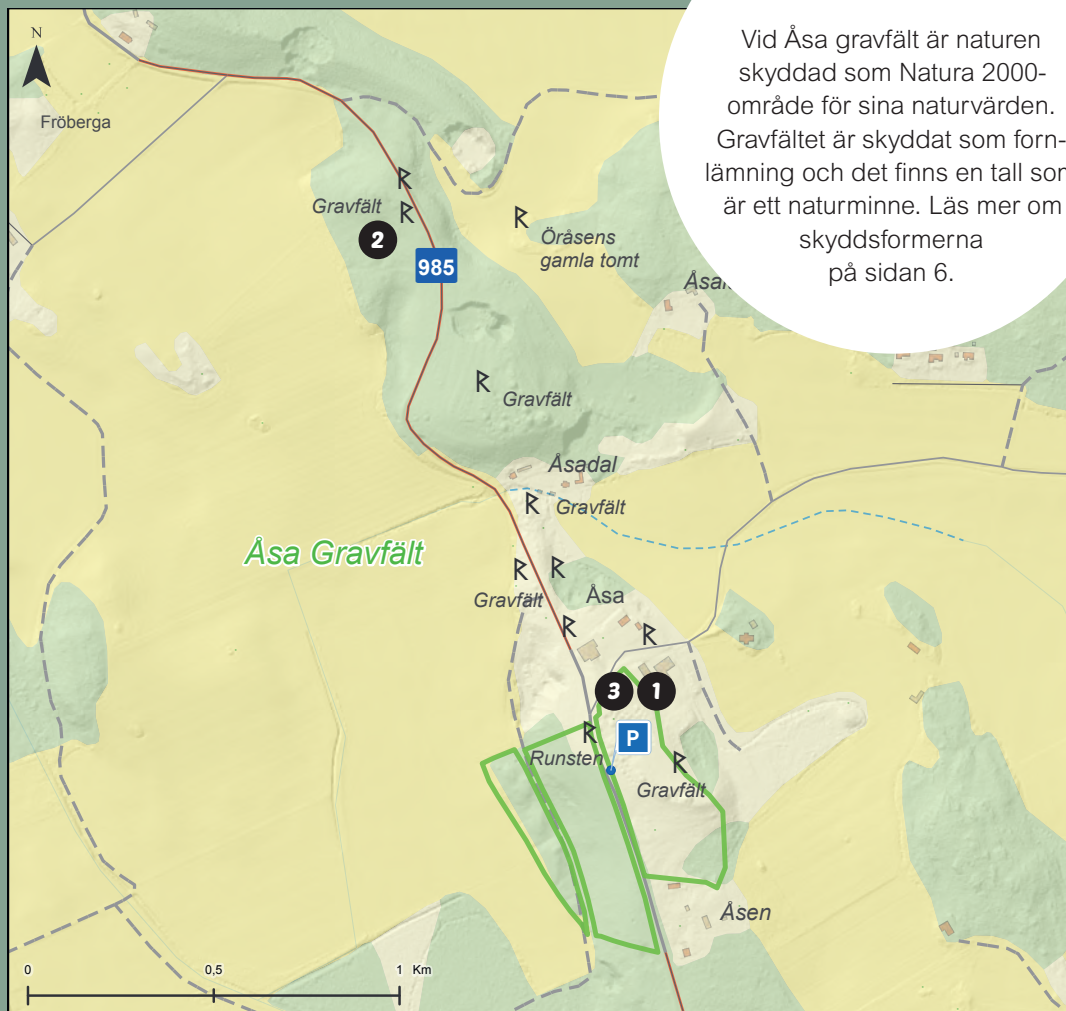 Vid Åsa gravfält är naturen
skyddad som Natura 2000-
område för sina naturvärden.
Gravfältet är skyddat som forn-
lämning och det finns en tall som
är ett naturminne. Läs mer om
skyddsformerna
på sidan 6.
N
Fröberga
Gravfält
2
985
Öråsens
gamla tomt
Gravfält
Åsadal
Gravfält
Åsa Gravfält
Gravfält
Åsa
3
1
P
Runsten
Gravfält
Åsen
0
0,5
1 Km